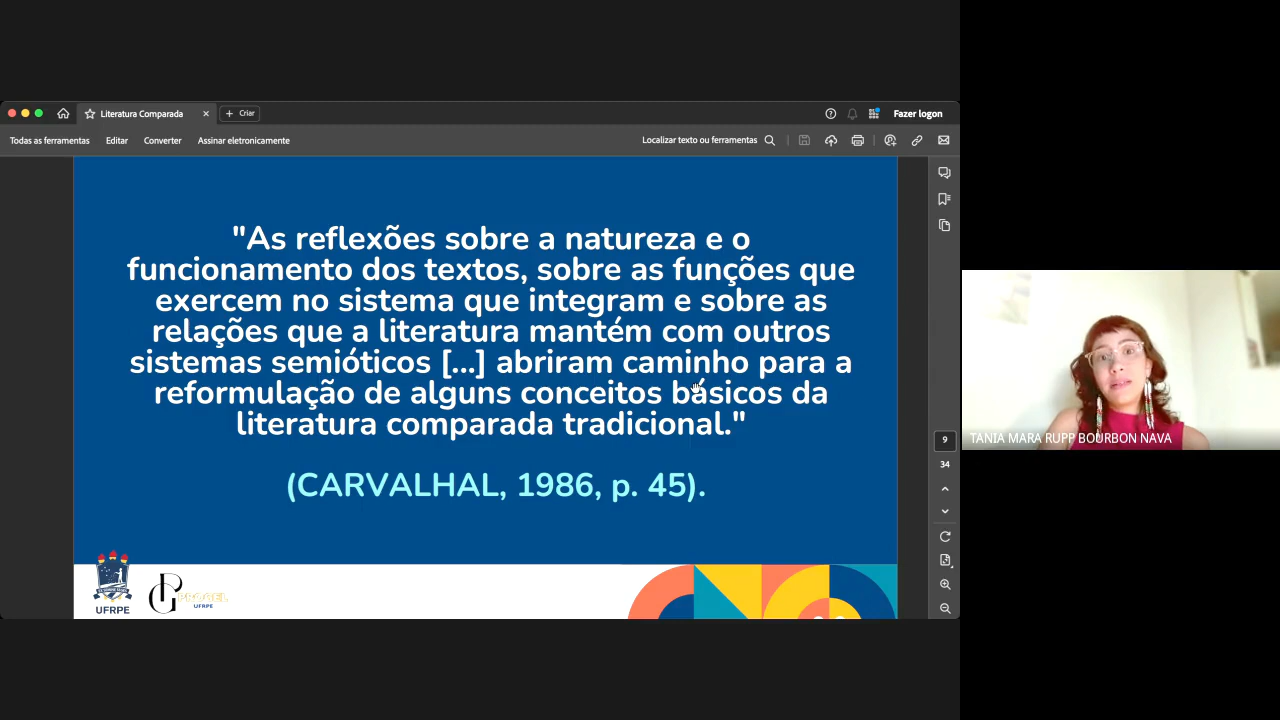 Literatura Comparada
Criar
Fazer logon
Todas as ferramentas
Editar
Converter
Assinar eletronicamente
Localizar texto ou ferramentas
"As reflexões sobre a natureza e o
funcionamento dos textos, sobre as funções que
exercem no sistema que integram e sobre as
relações que a literatura mantém com outros
sistemas semióticos [...] abriram caminho para a
reformulação de alguns conceitos básicos da
literatura comparada tradicional."
(CARVALHAL, 1986, p. 45).
9
34
TANIA MARA RUPP BOURBON NAVA
UFRPE
PROGEL
UFRPE